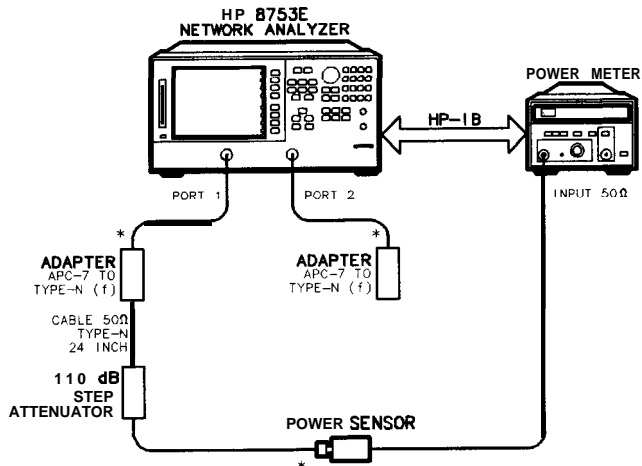 HP 8753E
NETWORK ANALYZER
POWER METER
HP-IB
PORT 1
PORT 2
INPUT 50Ω
*
*
ADAPTER
APC-7 TO
TYPE-N (f)
ADAPTER
APC-7 TO
TYPE-N (f)
CABLE 50Ω
TYPE-N
24 INCH
110 dB
STEP
ATTENUATOR
POWER SENSOR
*